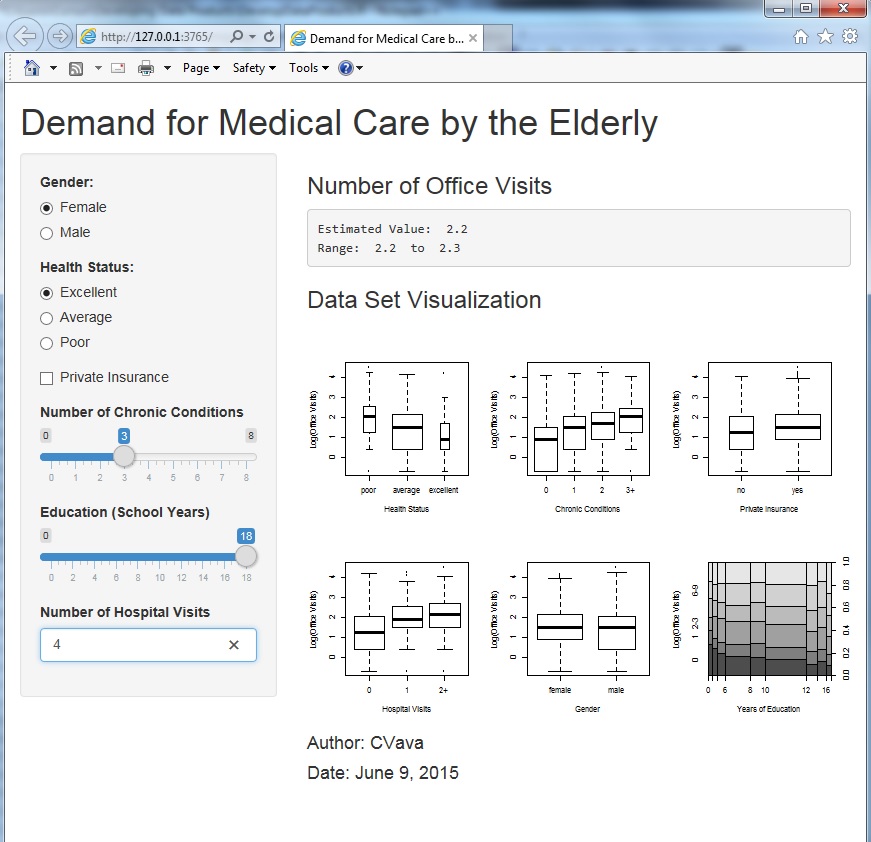 http://127.0.0.1:3765/
Demand for Medical Care b...
Page
Safety
Tools
Demand for Medical Care by the Elderly
Gender:
Female
Male
Health Status:
Excellent
Average
Poor
Private Insurance
Number of Chronic Conditions
0 3 8
0 1 2 3 4 5 6 7 8
Education (School Years)
0 18
0 2 4 6 8 10 12 14 16 18
Number of Hospital Visits
4
Number of Office Visits
Estimated Value: 2.2
Range: 2.2 to 2.3
Data Set Visualization
Log(Office Visits)
0 1 2 3 4
poor average excellent
Health Status
Log(Office Visits)
0 1 2 3 4
0 1 2 3+
Chronic Conditions
Log(Office Visits)
0 1 2 3 4
no yes
Private Insurance
Log(Office Visits)
0 1 2 3 4
0 1 2+
Hospital Visits
Log(Office Visits)
0 1 2 3 4
female male
Gender
Log(Office Visits)
0 1 2-3 6-9
0.0 0.2 0.4 0.6 0.8 1.0
0 6 8 10 12 16
Years of Education
Author: CVava
Date: June 9, 2015